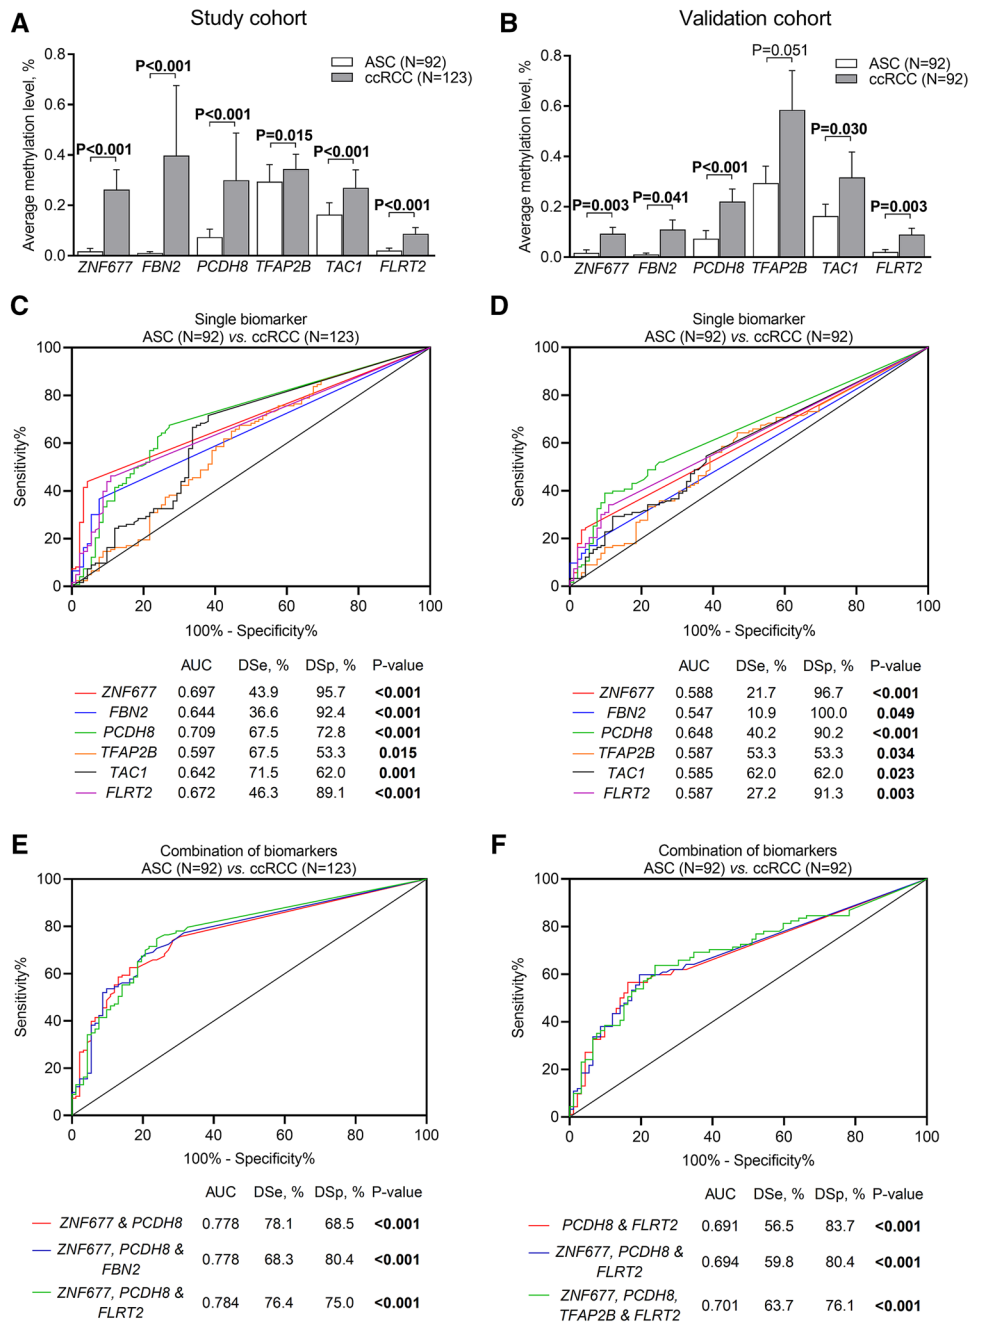 A
Study cohort
Average methylation level, %
0.8
0.6
0.4
0.2
0.0
ASC (N=92)
ccRCC (N=123)
P<0.001
P<0.001
P<0.001
P=0.015
P<0.001
P<0.001
ZNF677 FBN2 PCDH8 TFAP2B TAC1 FLRT2
B
Validation cohort
Average methylation level, %
0.8
0.6
0.4
0.2
0.0
ASC (N=92)
ccRCC (N=92)
P=0.003
P=0.041
P<0.001
P=0.051
P=0.030
P=0.003
ZNF677 FBN2 PCDH8 TFAP2B TAC1 FLRT2
C
Single biomarker
ASC (N=92) vs. ccRCC (N=123)
Sensitivity%
100
80
60
40
20
0
0 20 40 60 80 100
100% - Specificity%
AUC DSe, % DSp, % P-value
ZNF677 0.697 43.9 95.7 <0.001
FBN2 0.644 36.6 92.4 <0.001
PCDH8 0.709 67.5 72.8 <0.001
TFAP2B 0.597 67.5 53.3 0.015
TAC1 0.642 71.5 62.0 0.001
FLRT2 0.672 46.3 89.1 <0.001
D
Single biomarker
ASC (N=92) vs. ccRCC (N=92)
Sensitivity%
100
80
60
40
20
0
0 20 40 60 80 100
100% - Specificity%
AUC DSe, % DSp, % P-value
ZNF677 0.588 21.7 96.7 <0.001
FBN2 0.547 10.9 100.0 0.049
PCDH8 0.648 40.2 90.2 <0.001
TFAP2B 0.587 53.3 53.3 0.034
TAC1 0.585 62.0 62.0 0.023
FLRT2 0.587 27.2 91.3 0.003
E
Combination of biomarkers
ASC (N=92) vs. ccRCC (N=123)
Sensitivity%
100
80
60
40
20
0
0 20 40 60 80 100
100% - Specificity%
AUC DSe, % DSp, % P-value
ZNF677 & PCDH8 0.778 78.1 68.5 <0.001
ZNF677, PCDH8 &
FBN2 0.778 68.3 80.4 <0.001
ZNF677, PCDH8 &
FLRT2 0.784 76.4 75.0 <0.001
F
Combination of biomarkers
ASC (N=92) vs. ccRCC (N=92)
Sensitivity%
100
80
60
40
20
0
0 20 40 60 80 100
100% - Specificity%
AUC DSe, % DSp, % P-value
PCDH8 & FLRT2 0.691 56.5 83.7 <0.001
ZNF677, PCDH8 &
FLRT2 0.694 59.8 80.4 <0.001
ZNF677, PCDH8,
TFAP2B & FLRT2 0.701 63.7 76.1 <0.001